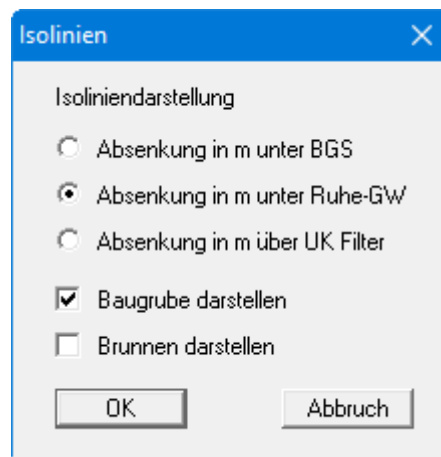 Isolinien
Isoliniendarstellung
Absenkung in m unter BGS
Absenkung in m unter Ruhe-GW
Absenkung in m über UK Filter
Baugrube darstellen
Brunnen darstellen
OK Abbruch